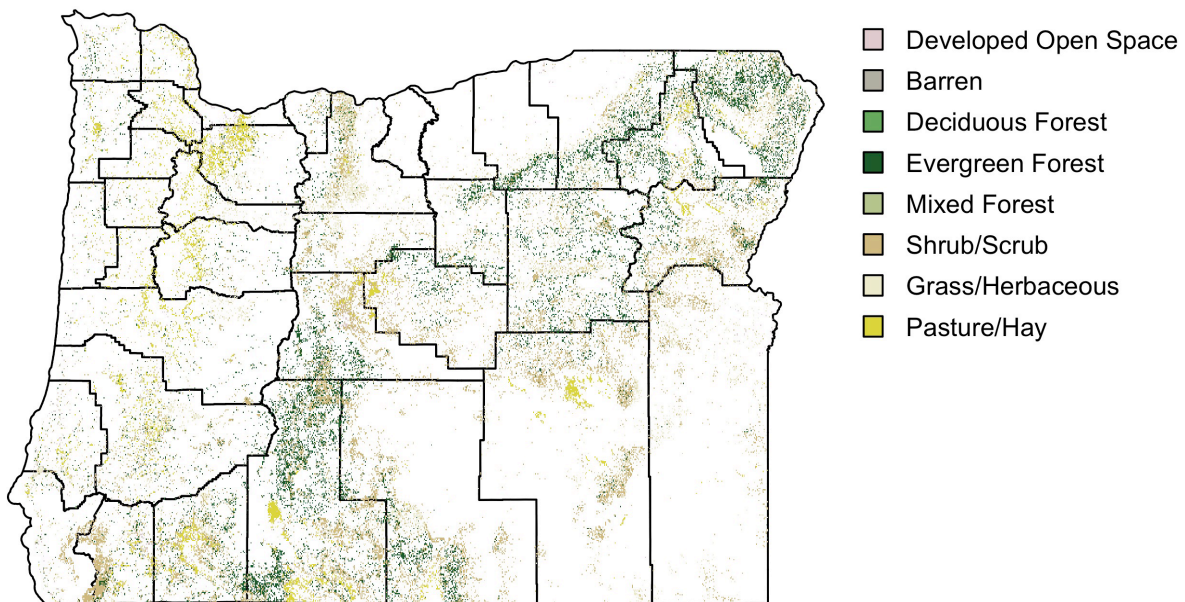 Developed Open Space
Barren
Deciduous Forest
Evergreen Forest
Mixed Forest
Shrub/Scrub
Grass/Herbaceous
Pasture/Hay